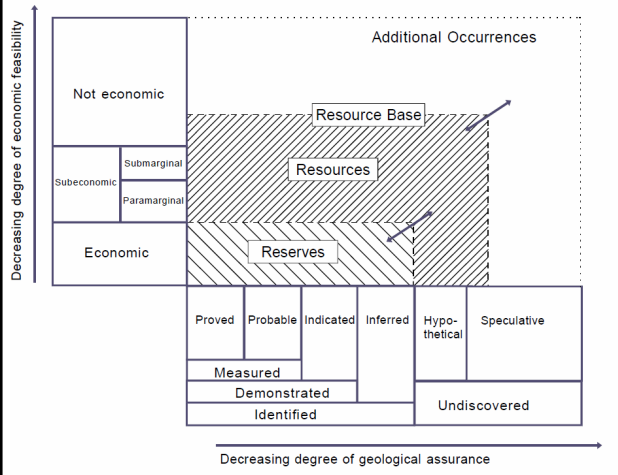 Decreasing degree of economic feasibility
Additional Occurrences
Not economic
Resource Base
Submarginal
Resources
Subeconomic
Paramarginal
Economic
Reserves
Proved
Probable
Indicated
Inferred
Hypo-
thetical
Speculative
Measured
Demonstrated
Undiscovered
Identified
Decreasing degree of geological assurance